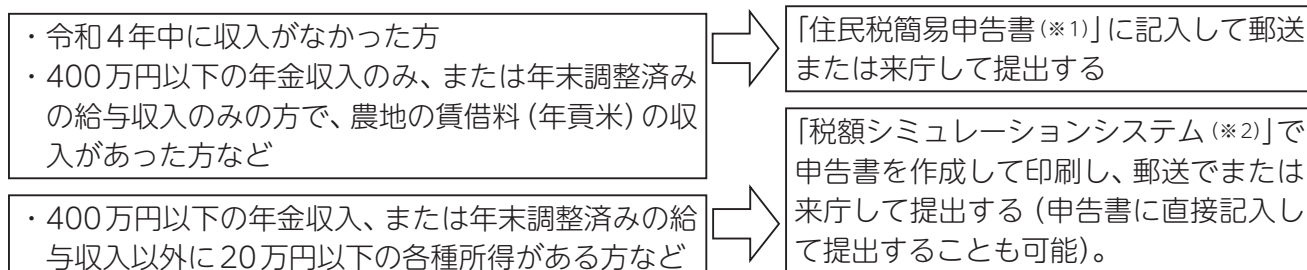 ・令和4年中に収入がなかった方
・400万円以下の年金収入のみ、または年末調整済み
の給与収入のみの方で、農地の賃借料（年貢米）の収
入があった方など
「住民税簡易申告書(※1)」に記入して郵送
または来庁して提出する
・400万円以下の年金収入、または年末調整済みの給
与収入以外に20万円以下の各種所得がある方など
「税額シミュレーションシステム(※2)」で
申告書を作成して印刷し、郵送でまたは
来庁して提出する（申告書に直接記入し
て提出することも可能）。